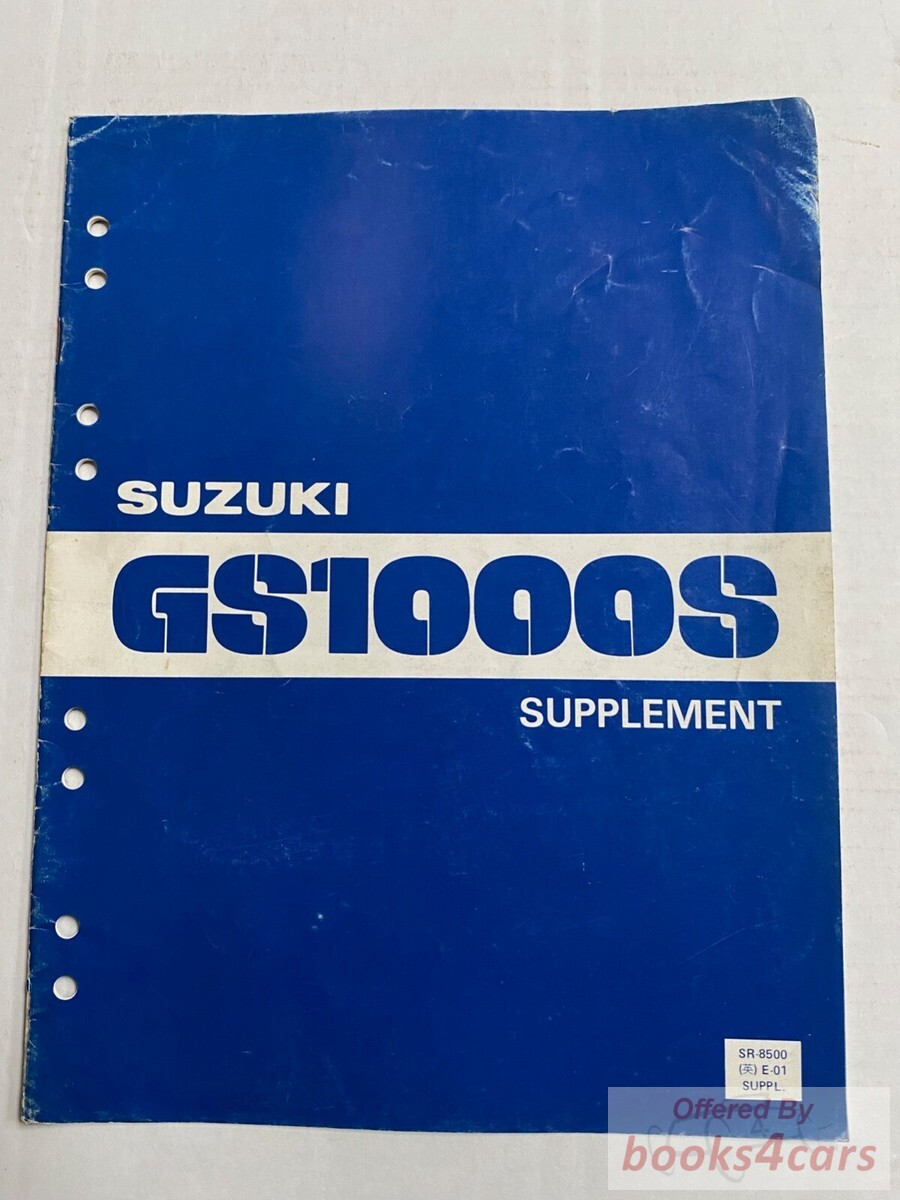 SUZUKI
GS1000S
SUPPLEMENT
SR-8500
(英) E-01
SUPPL.
Offered By
books4cars